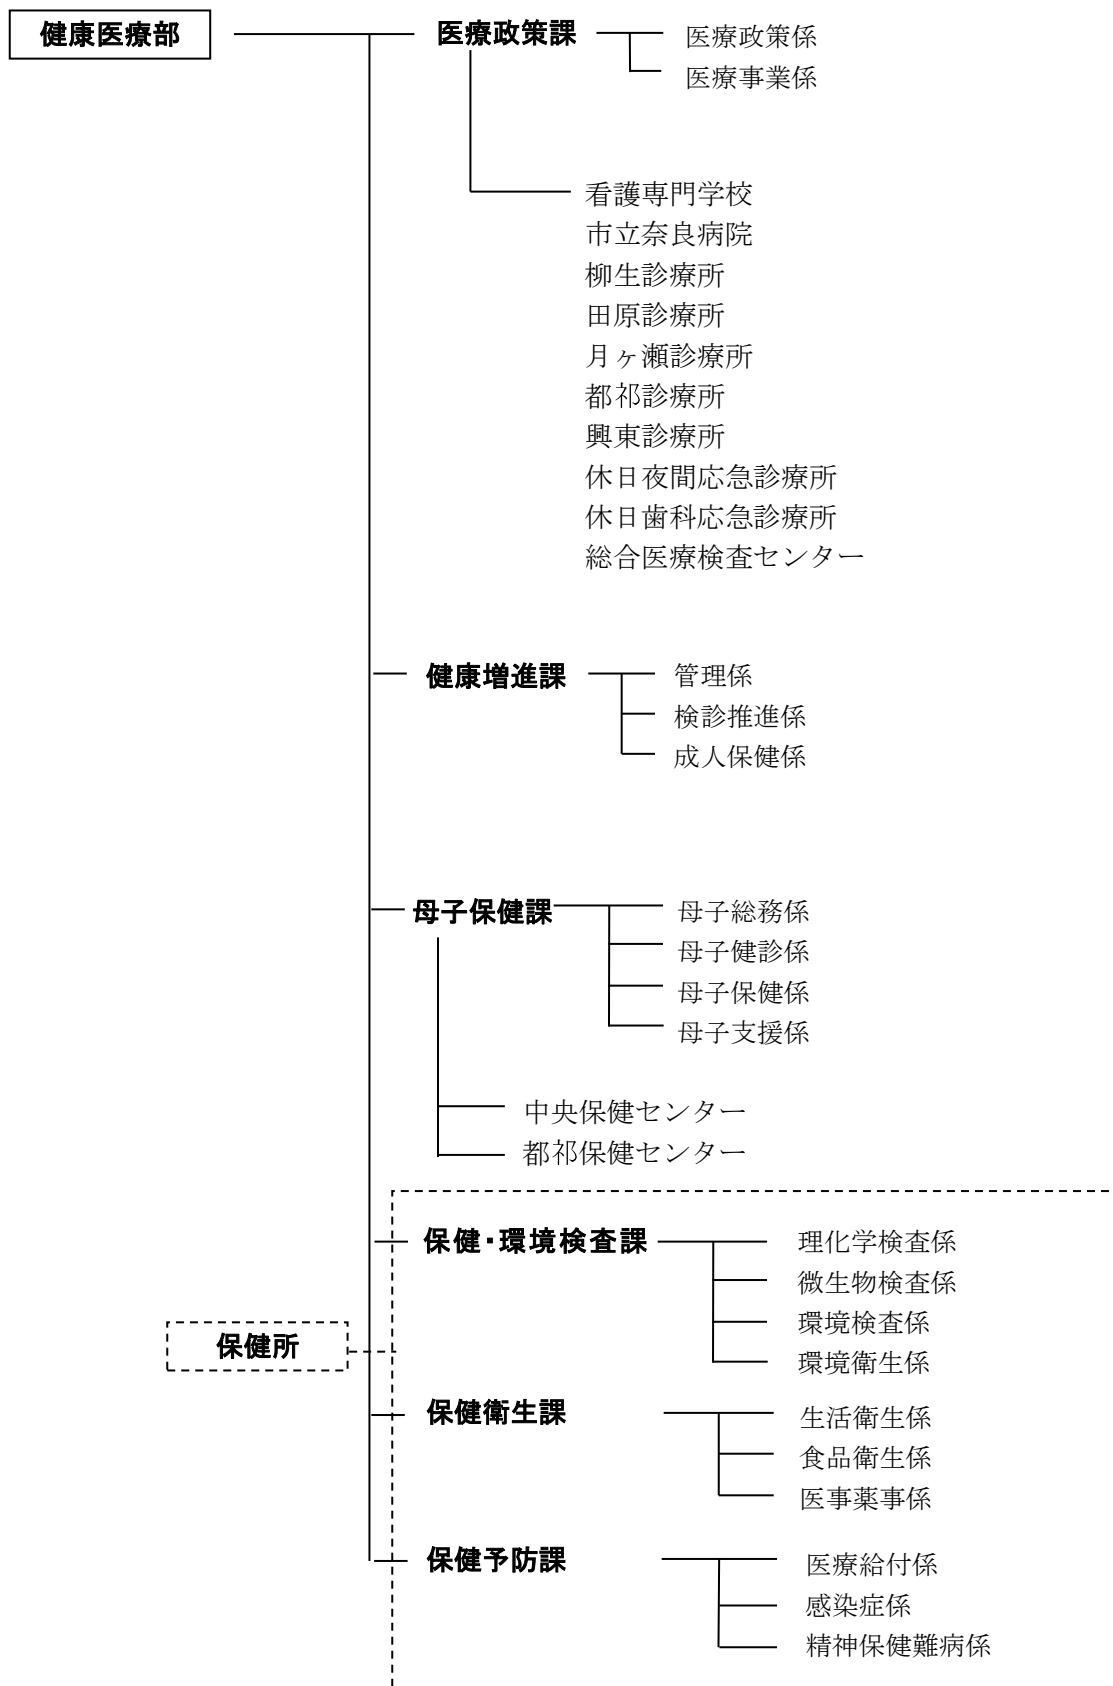 健康医療部
医療政策課
医療政策係
医療事業係
看護専門学校
市立奈良病院
柳生診療所
田原診療所
月ヶ瀬診療所
都祁診療所
興東診療所
休日夜間応急診療所
休日歯科応急診療所
総合医療検査センター
健康増進課
管理係
検診推進係
成人保健係
母子保健課
母子総務係
母子健診係
母子保健係
母子支援係
中央保健センター
都祁保健センター
保健・環境検査課
理化学検査係
微生物検査係
環境検査係
環境衛生係
保健所
保健衛生課
生活衛生係
食品衛生係
医事薬事係
保健予防課
医療給付係
感染症係
精神保健難病係